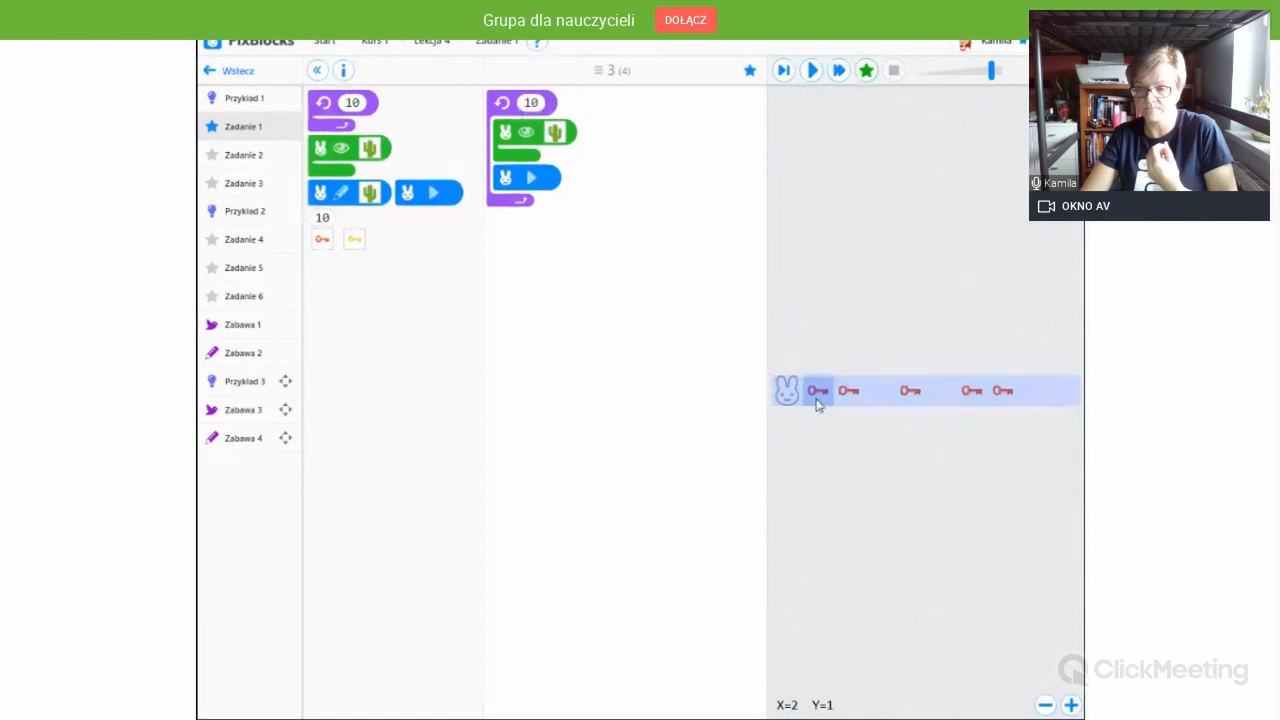 Grupa dla nauczycieli DOŁĄCZ
PixBlocks Start Kurs 1 Lekcja 4 Zadanie 1 ? Kamila
Wstecz
3 (4)
Przykład 1
Zadanie 1
Zadanie 2
Zadanie 3
Przykład 2
Zadanie 4
Zadanie 5
Zadanie 6
Zabawa 1
Zabawa 2
Przykład 3
Zabawa 3
Zabawa 4
10
10
10
X=2 Y=1
Kamila
OKNO AV
ClickMeeting